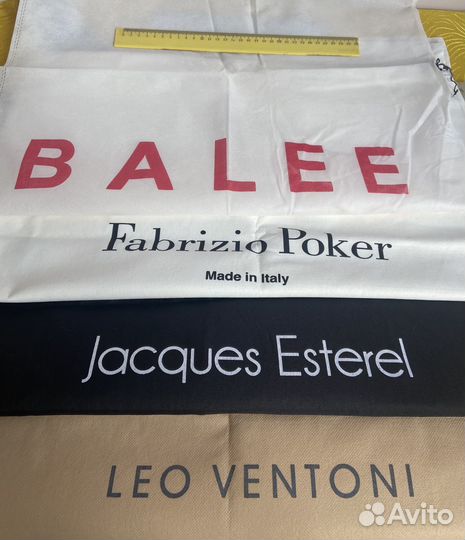 BALEE
Fabrizio Poker
Made in Italy
Jacques Esterel
LEO VENTONI
Avito